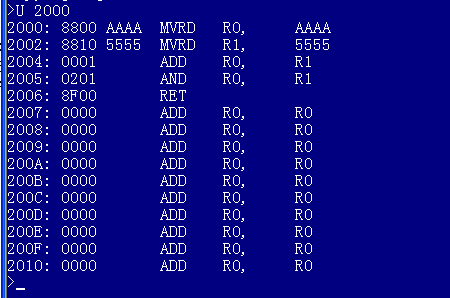 >U 2000
2000: 8800 AAAA MVRD R0, AAAA
2002: 8810 5555 MVRD R1, 5555
2004: 0001 ADD R0, R1
2005: 0201 AND R0, R1
2006: 8F00 RET
2007: 0000 ADD R0, R0
2008: 0000 ADD R0, R0
2009: 0000 ADD R0, R0
200A: 0000 ADD R0, R0
200B: 0000 ADD R0, R0
200C: 0000 ADD R0, R0
200D: 0000 ADD R0, R0
200E: 0000 ADD R0, R0
200F: 0000 ADD R0, R0
2010: 0000 ADD R0, R0
>_